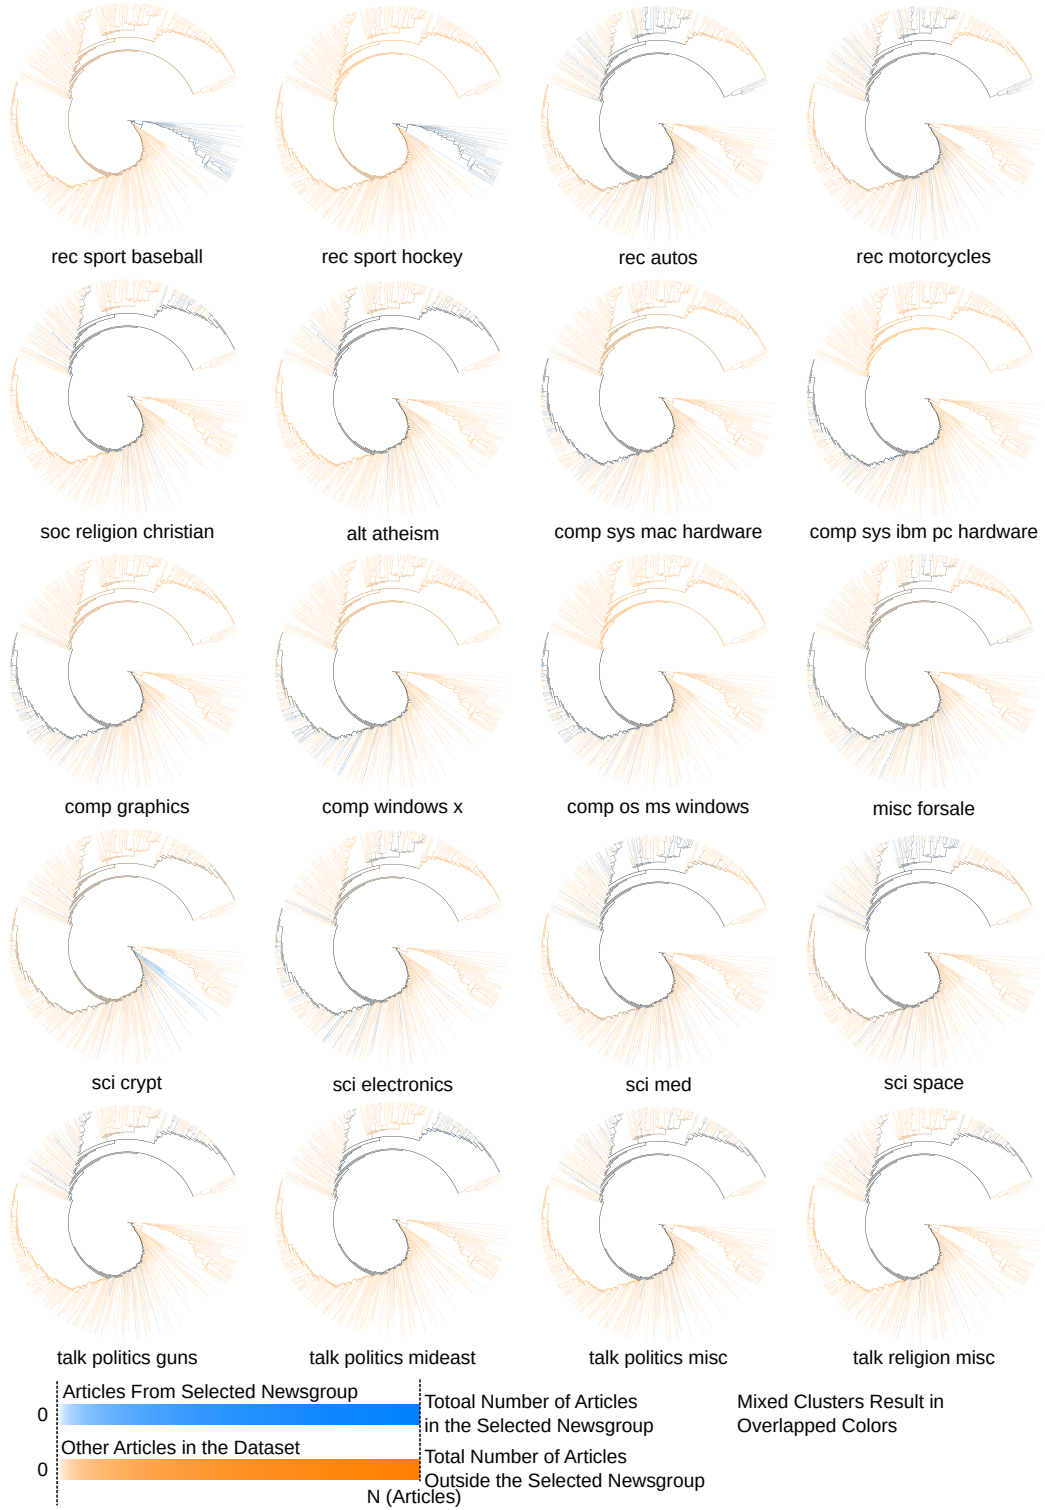 rec sport baseball
rec sport hockey
rec autos
rec motorcycles
soc religion christian
alt atheism
comp sys mac hardware
comp sys ibm pc hardware
comp graphics
comp windows x
comp os ms windows
misc forsale
sci crypt
sci electronics
sci med
sci space
talk politics guns
talk politics mideast
talk politics misc
talk religion misc
Articles From Selected Newsgroup
0
Totoal Number of Articles
in the Selected Newsgroup
Mixed Clusters Result in
Overlapped Colors
Other Articles in the Dataset
0
Total Number of Articles
Outside the Selected Newsgroup
N (Articles)